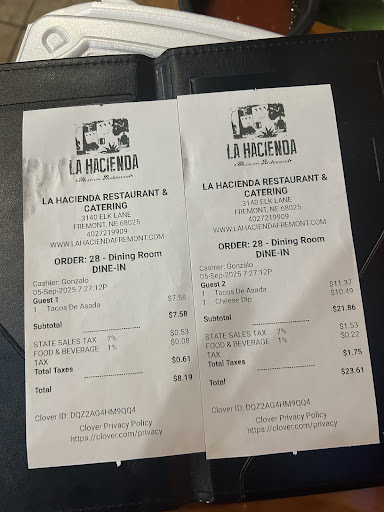 LA HACIENDA
Mexican Restaurant
LA HACIENDA RESTAURANT &
CATERING
3140 ELK LANE
FREMONT, NE 68025
4027219909
WWW.LAHACIENDAFREMONT.COM
ORDER: 28 - Dining Room
DINE-IN
Cashier: Gonzalo
05-Sep-2025 7:27:12P
Guest 1
1 Tacos De Asada $7.58
Subtotal $7.58
STATE SALES TAX 7% $0.53
FOOD & BEVERAGE 1% $0.08
TAX
Total Taxes $0.61
Total $8.19
Clover ID: DQZ2AG4HM9QQ4
Clover Privacy Policy
https://clover.com/privacy
LA HACIENDA
Mexican Restaurant
LA HACIENDA RESTAURANT &
CATERING
3140 ELK LANE
FREMONT, NE 68025
4027219909
WWW.LAHACIENDAFREMONT.COM
ORDER: 28 - Dining Room
DINE-IN
Cashier: Gonzalo
05-Sep-2025 7:27:12P
Guest 2
1 Tacos De Asada $11.37
1 Cheese Dip $10.49
Subtotal $21.86
STATE SALES TAX 7% $1.53
FOOD & BEVERAGE 1% $0.22
TAX
Total Taxes $1.75
Total $23.61
Clover ID: DQZ2AG4HM9QQ4
Clover Privacy Policy
https://clover.com/privacy